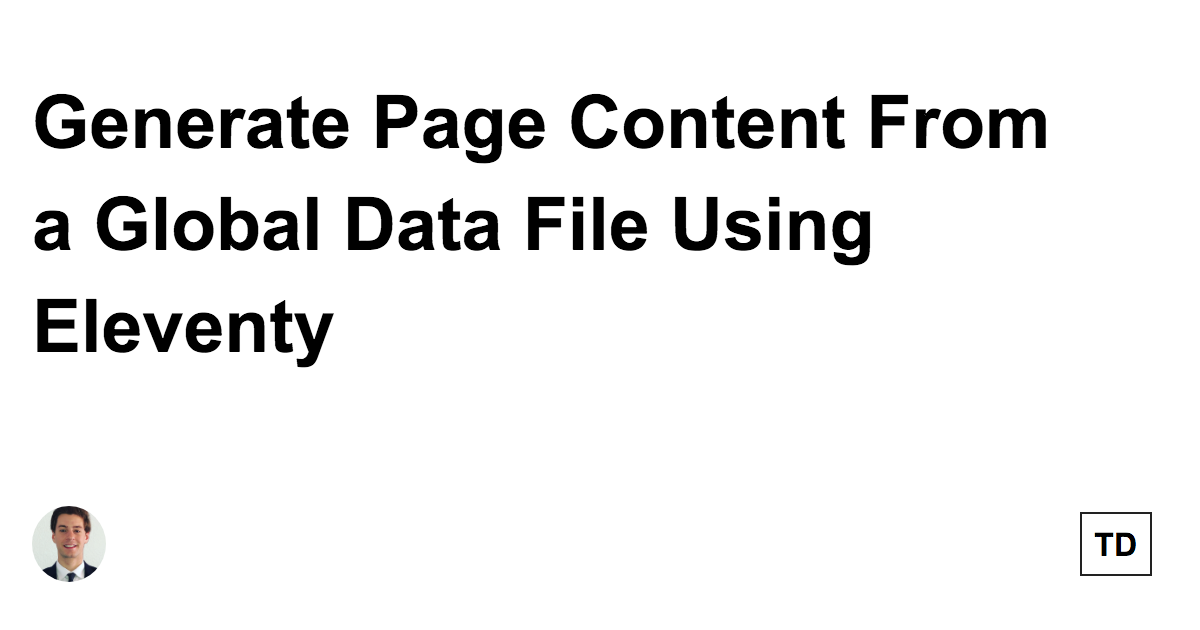 Generate Page Content From
a Global Data File Using
Eleventy
TD